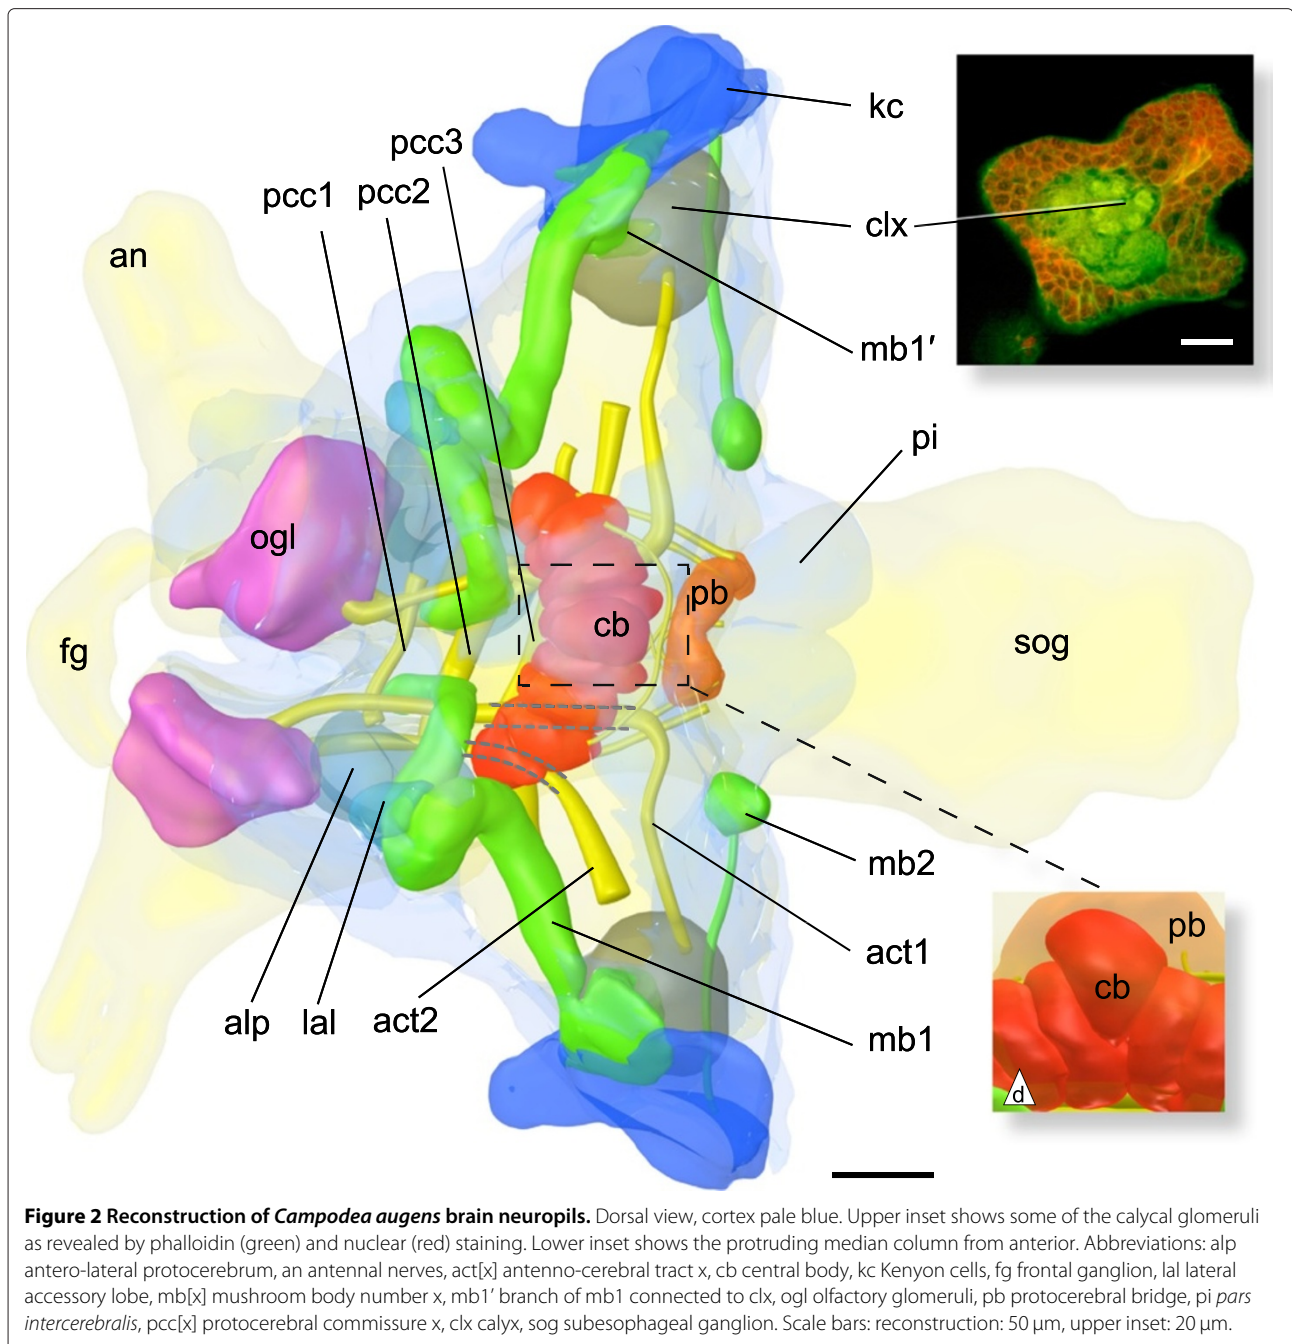 kc
pcc3
pcc1
pcc2
clx
an
mb1′
pi
ogl
pb
cb
fg
sog
mb2
pb
act1
cb
alp
lal
act2
mb1
d
Figure 2 Reconstruction of Campodea augens brain neuropils. Dorsal view, cortex pale blue. Upper inset shows some of the calycal glomeruli
as revealed by phalloidin (green) and nuclear (red) staining. Lower inset shows the protruding median column from anterior. Abbreviations: alp
antero-lateral protocerebrum, an antennal nerves, act[x] antenno-cerebral tract x, cb central body, kc Kenyon cells, fg frontal ganglion, lal lateral
accessory lobe, mb[x] mushroom body number x, mb1’ branch of mb1 connected to clx, ogl olfactory glomeruli, pb protocerebral bridge, pi pars
intercerebralis, pcc[x] protocerebral commissure x, clx calyx, sog subesophageal ganglion. Scale bars: reconstruction: 50 μm, upper inset: 20 μm.